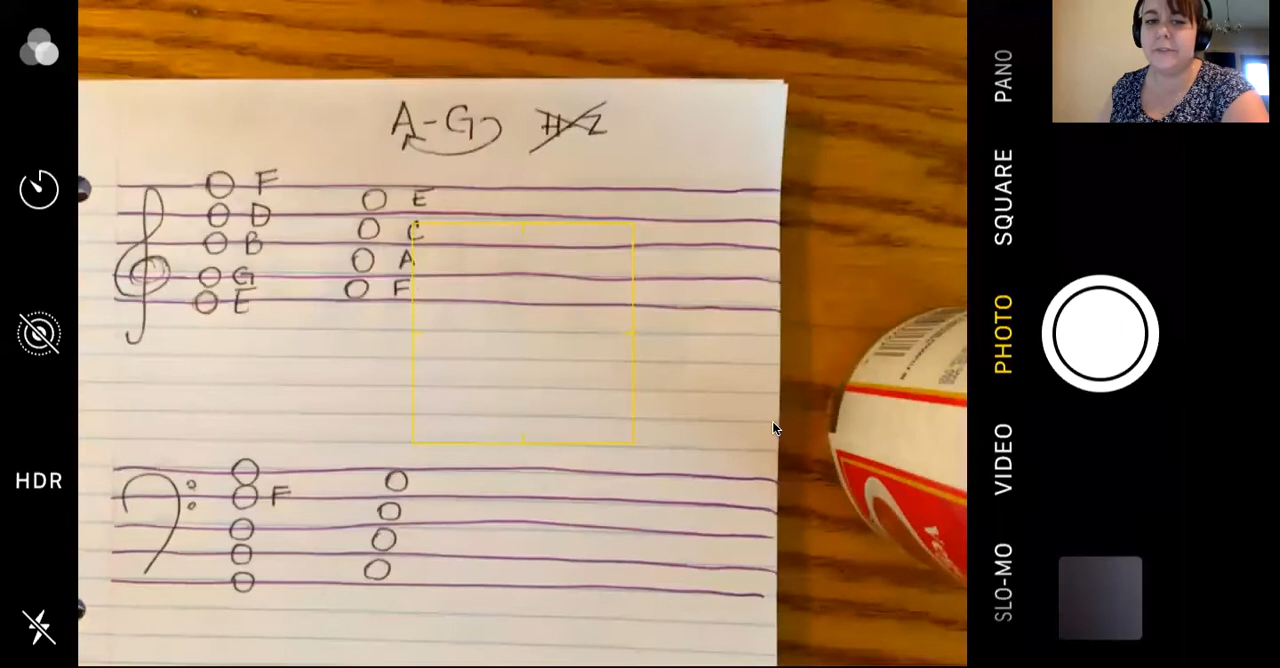 A-G H-Z
F
D
B
G
E
E
C
A
F
F
HDR
PANO
SQUARE
PHOTO
VIDEO
SLO-MO